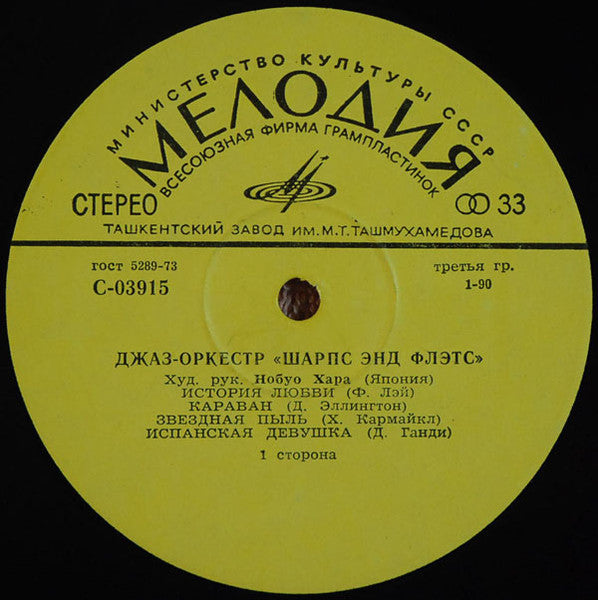 МИНИСТЕРСТВО КУЛЬТУРЫ СССР
МЕЛОДИЯ
ВСЕСОЮЗНАЯ ФИРМА ГРАМПЛАСТИНОК
СТЕРЕО
33
ТАШКЕНТСКИЙ ЗАВОД ИМ. М.Т. ТАШМУХАМЕДОВА
гост 5289-73
третья гр.
С-03915
1-90
ДЖАЗ-ОРКЕСТР «ШАРПС ЭНД ФЛЭТС»
Худ. рук. Нобуо Хара (Япония)
ИСТОРИЯ ЛЮБВИ (Ф. Лэй)
КАРАВАН (Д. Эллингтон)
ЗВЕЗДНАЯ ПЫЛЬ (Х. Кармайкл)
ИСПАНСКАЯ ДЕВУШКА (Д. Ганди)
1 сторона